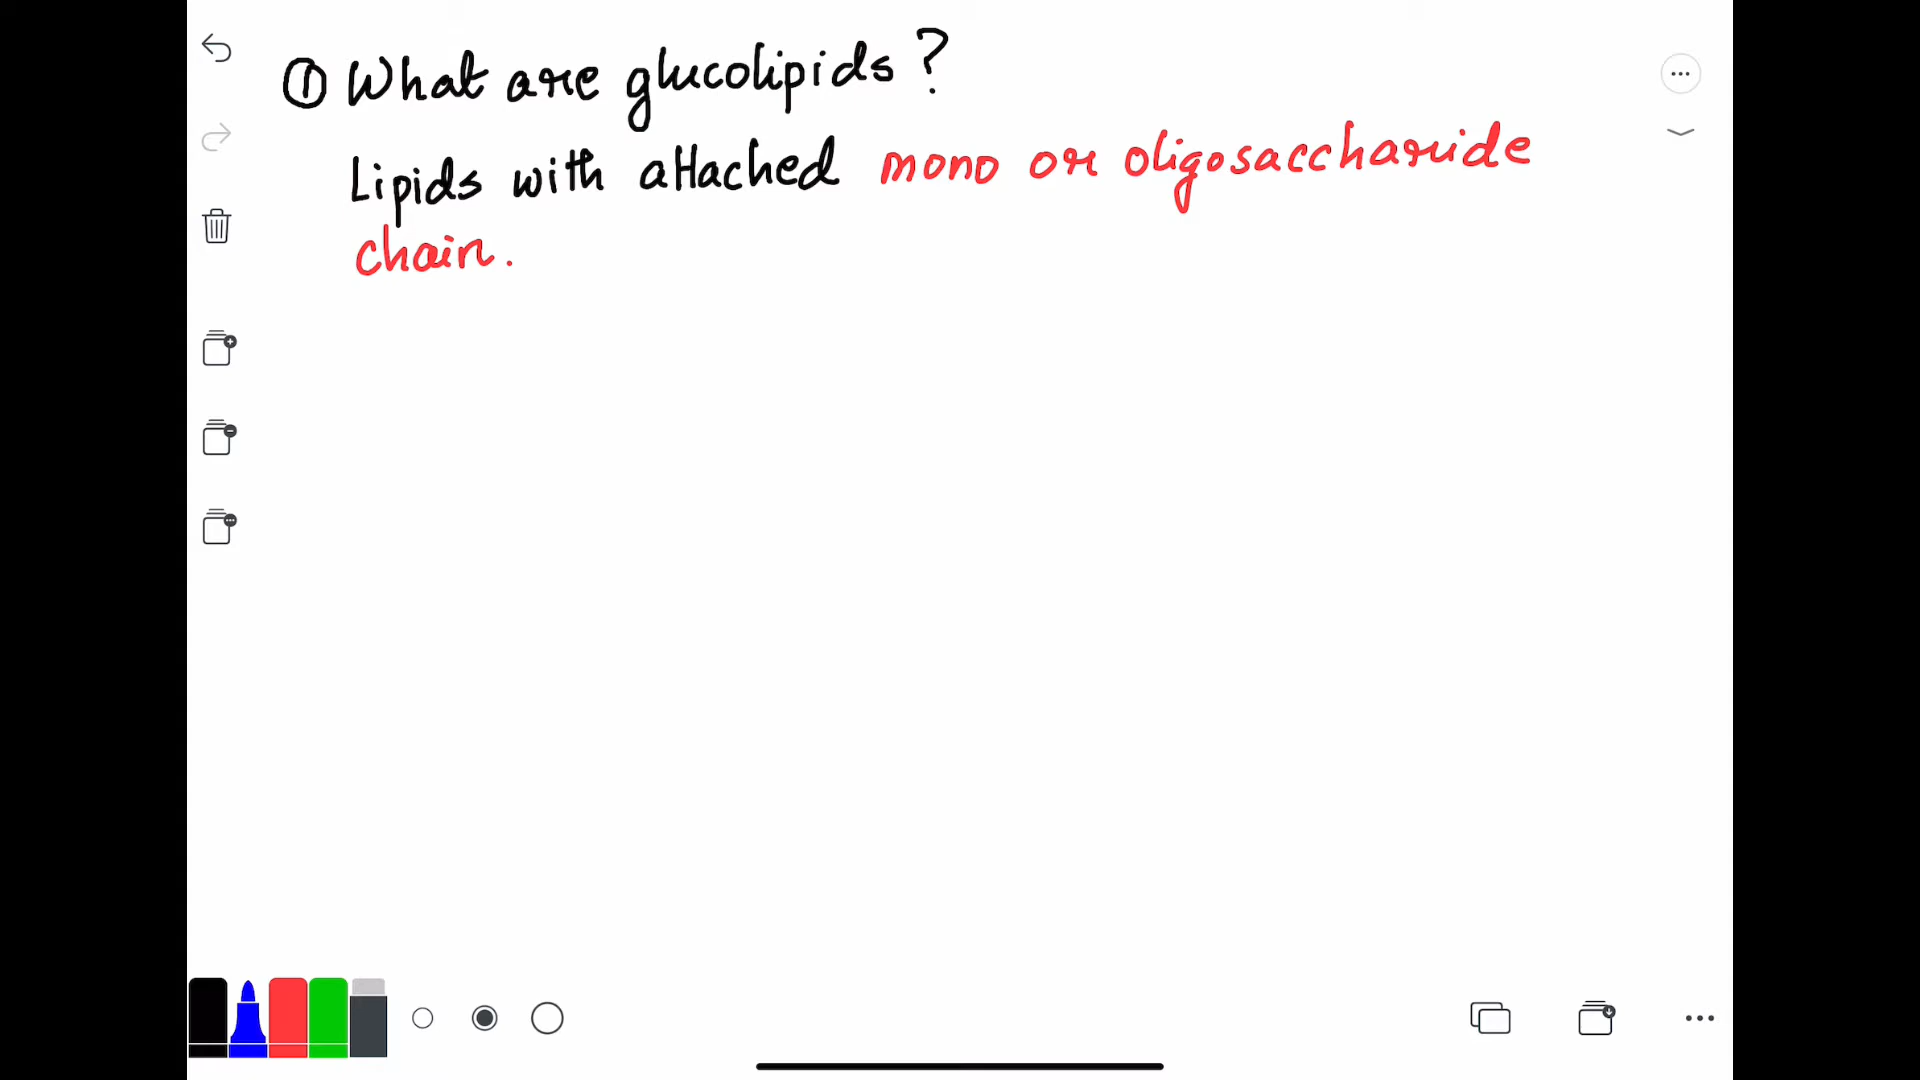 ① What are glucolipids?
Lipids with attached mono or oligosaccharide
chain.